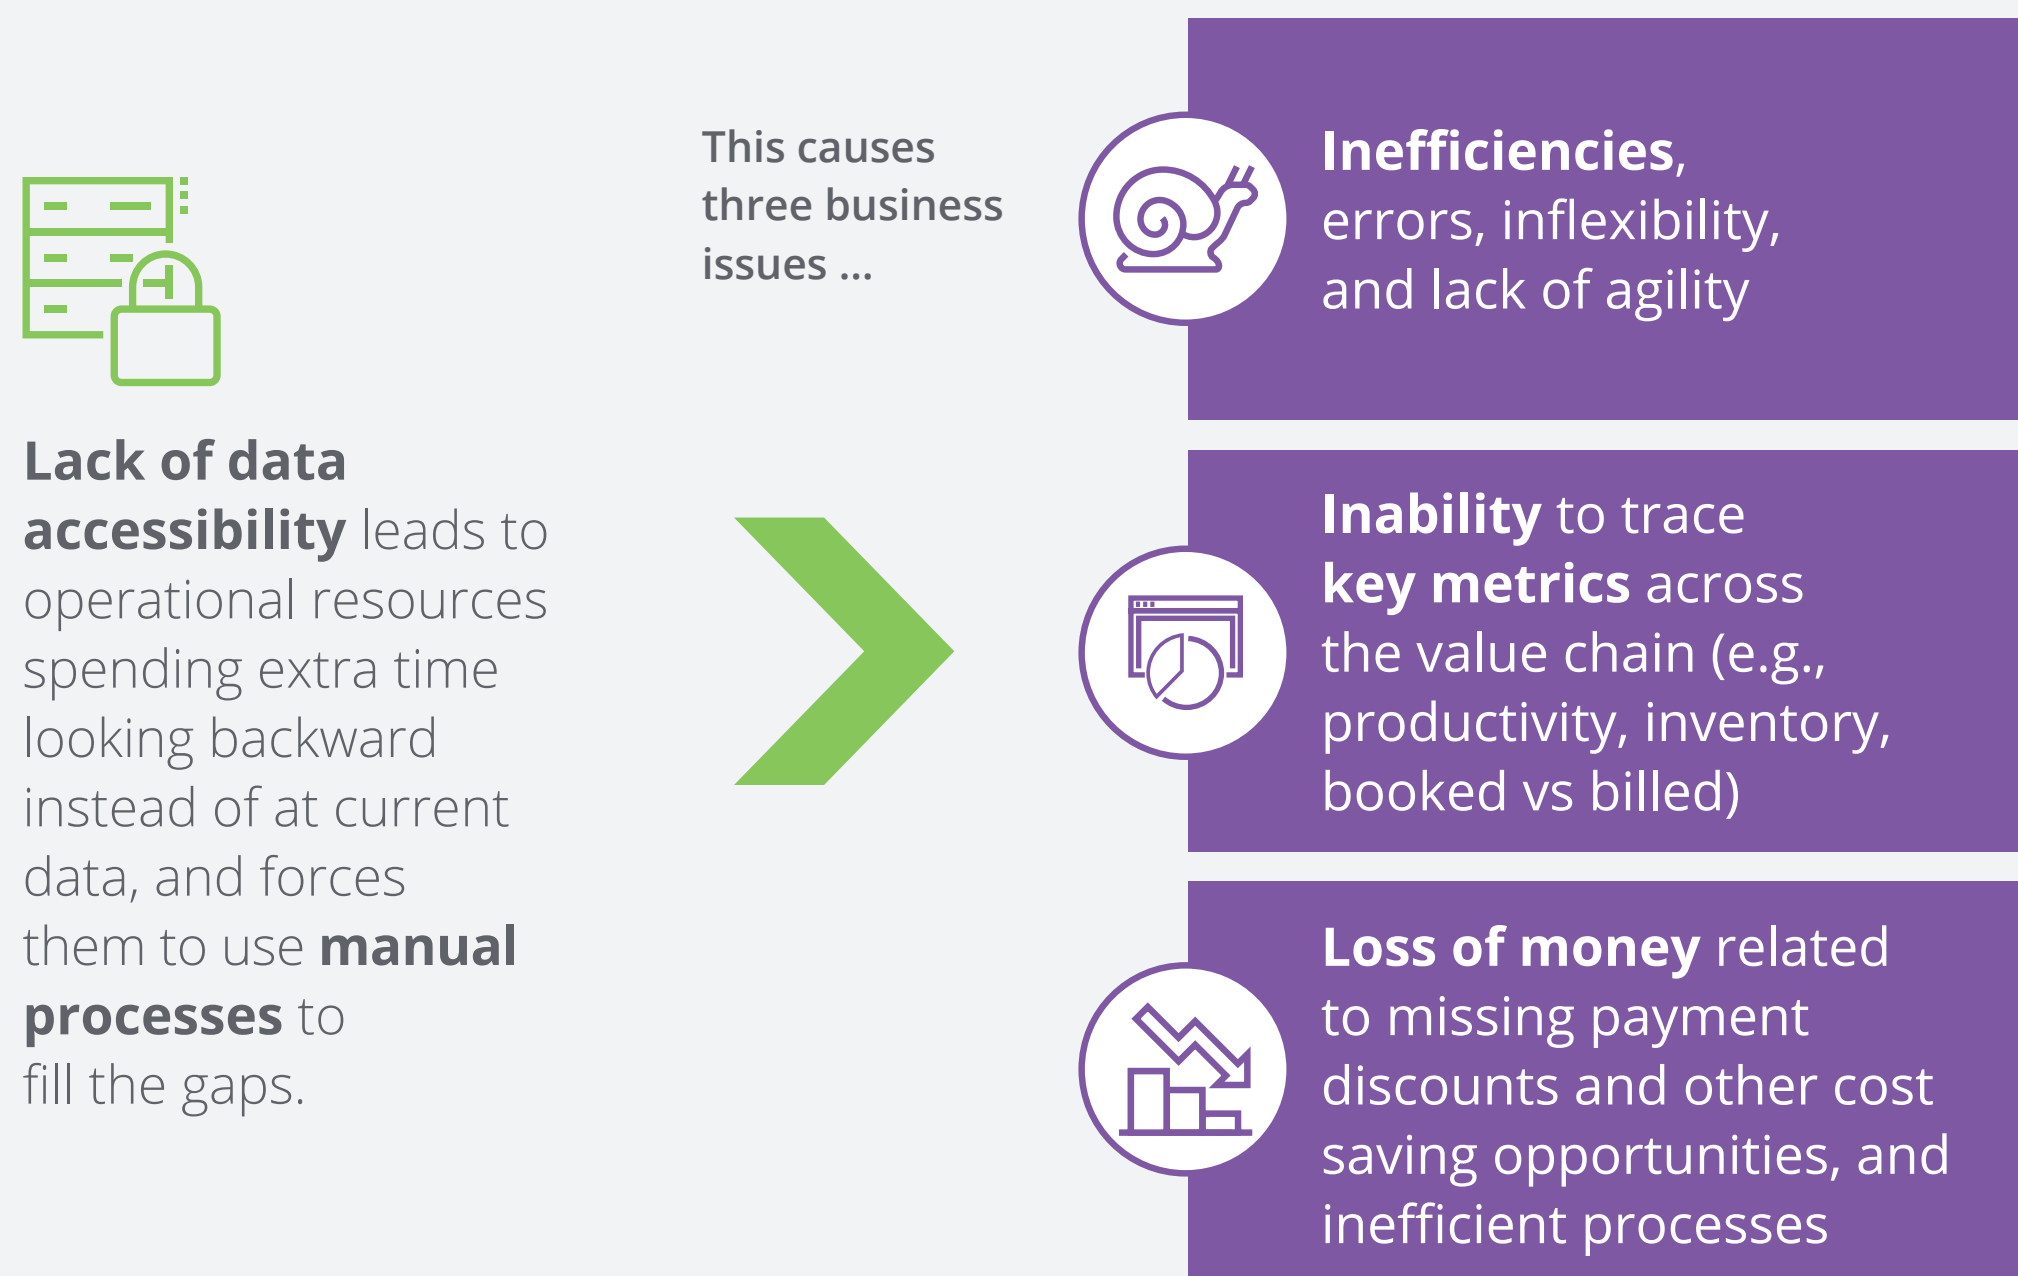 Lack of data
accessibility leads to
operational resources
spending extra time
looking backward
instead of at current
data, and forces
them to use manual
processes to
fill the gaps.
This causes
three business
issues ...
Inefficiencies,
errors, inflexibility,
and lack of agility
Inability to trace
key metrics across
the value chain (e.g.,
productivity, inventory,
booked vs billed)
Loss of money related
to missing payment
discounts and other cost
saving opportunities, and
inefficient processes